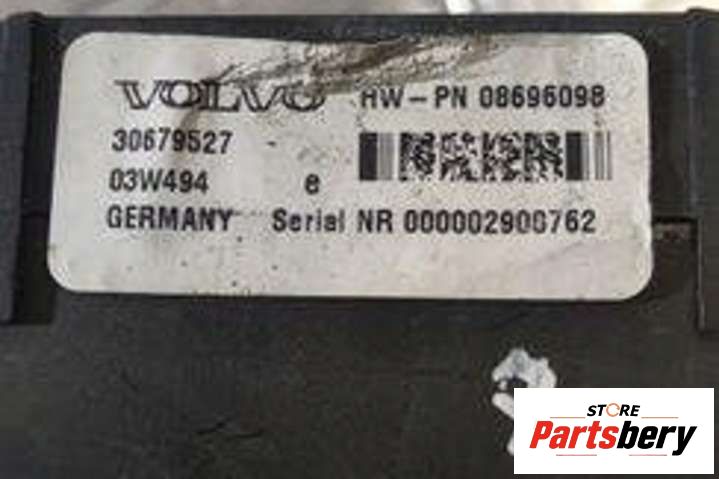 VOLVO HW-PN 08696098
30679527
03W494 e
GERMANY Serial NR 000002900762
STORE
Partsbery